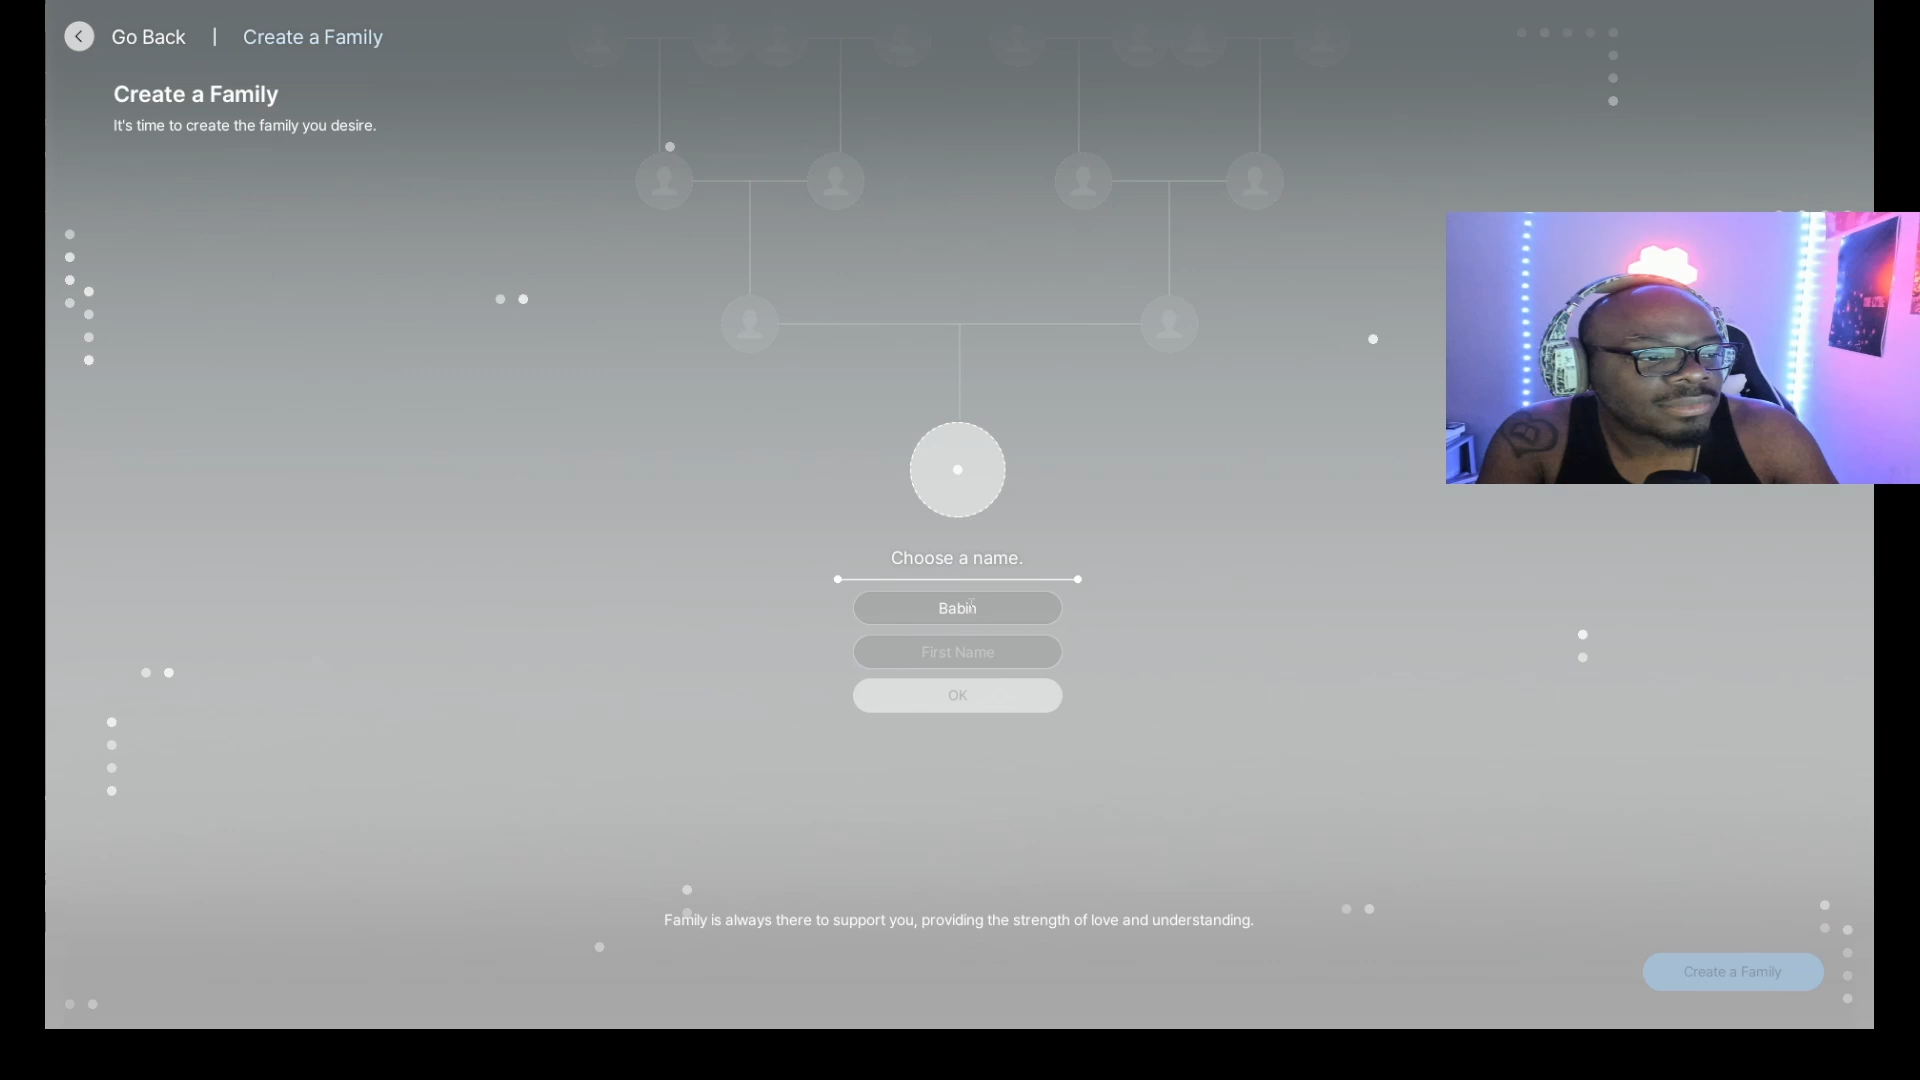 Go Back | Create a Family
Create a Family
It's time to create the family you desire.
Choose a name.
Babin
First Name
OK
Family is always there to support you, providing the strength of love and understanding.
Create a Family